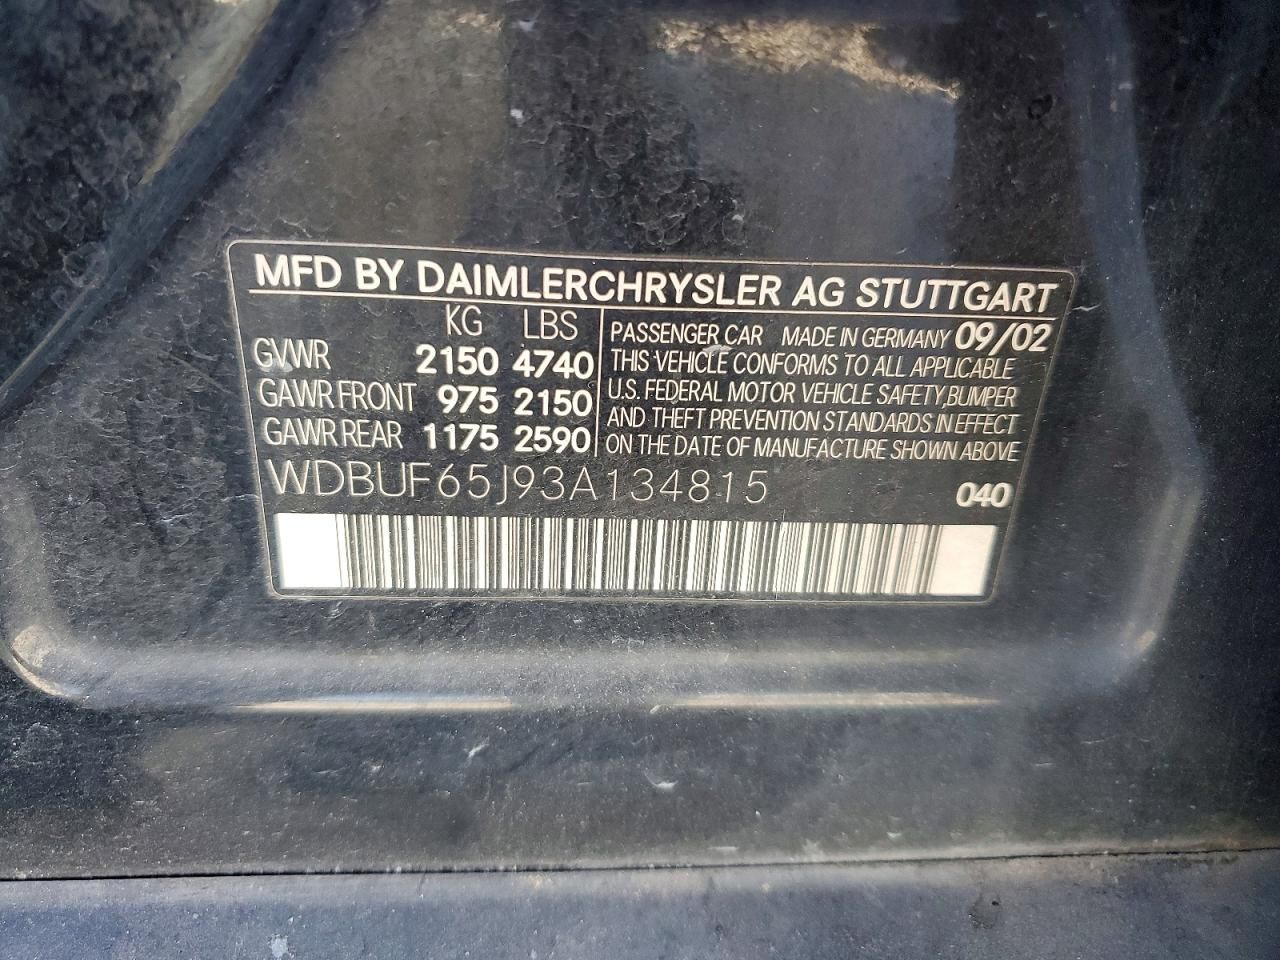 MFD BY DAIMLERCHRYSLER AG STUTTGART
KG LBS
GVWR 2150 4740
GAWR FRONT 975 2150
GAWR REAR 1175 2590
PASSENGER CAR MADE IN GERMANY 09/02
THIS VEHICLE CONFORMS TO ALL APPLICABLE
U.S. FEDERAL MOTOR VEHICLE SAFETY, BUMPER
AND THEFT PREVENTION STANDARDS IN EFFECT
ON THE DATE OF MANUFACTURE SHOWN ABOVE
WDBUF65J93A134815 040